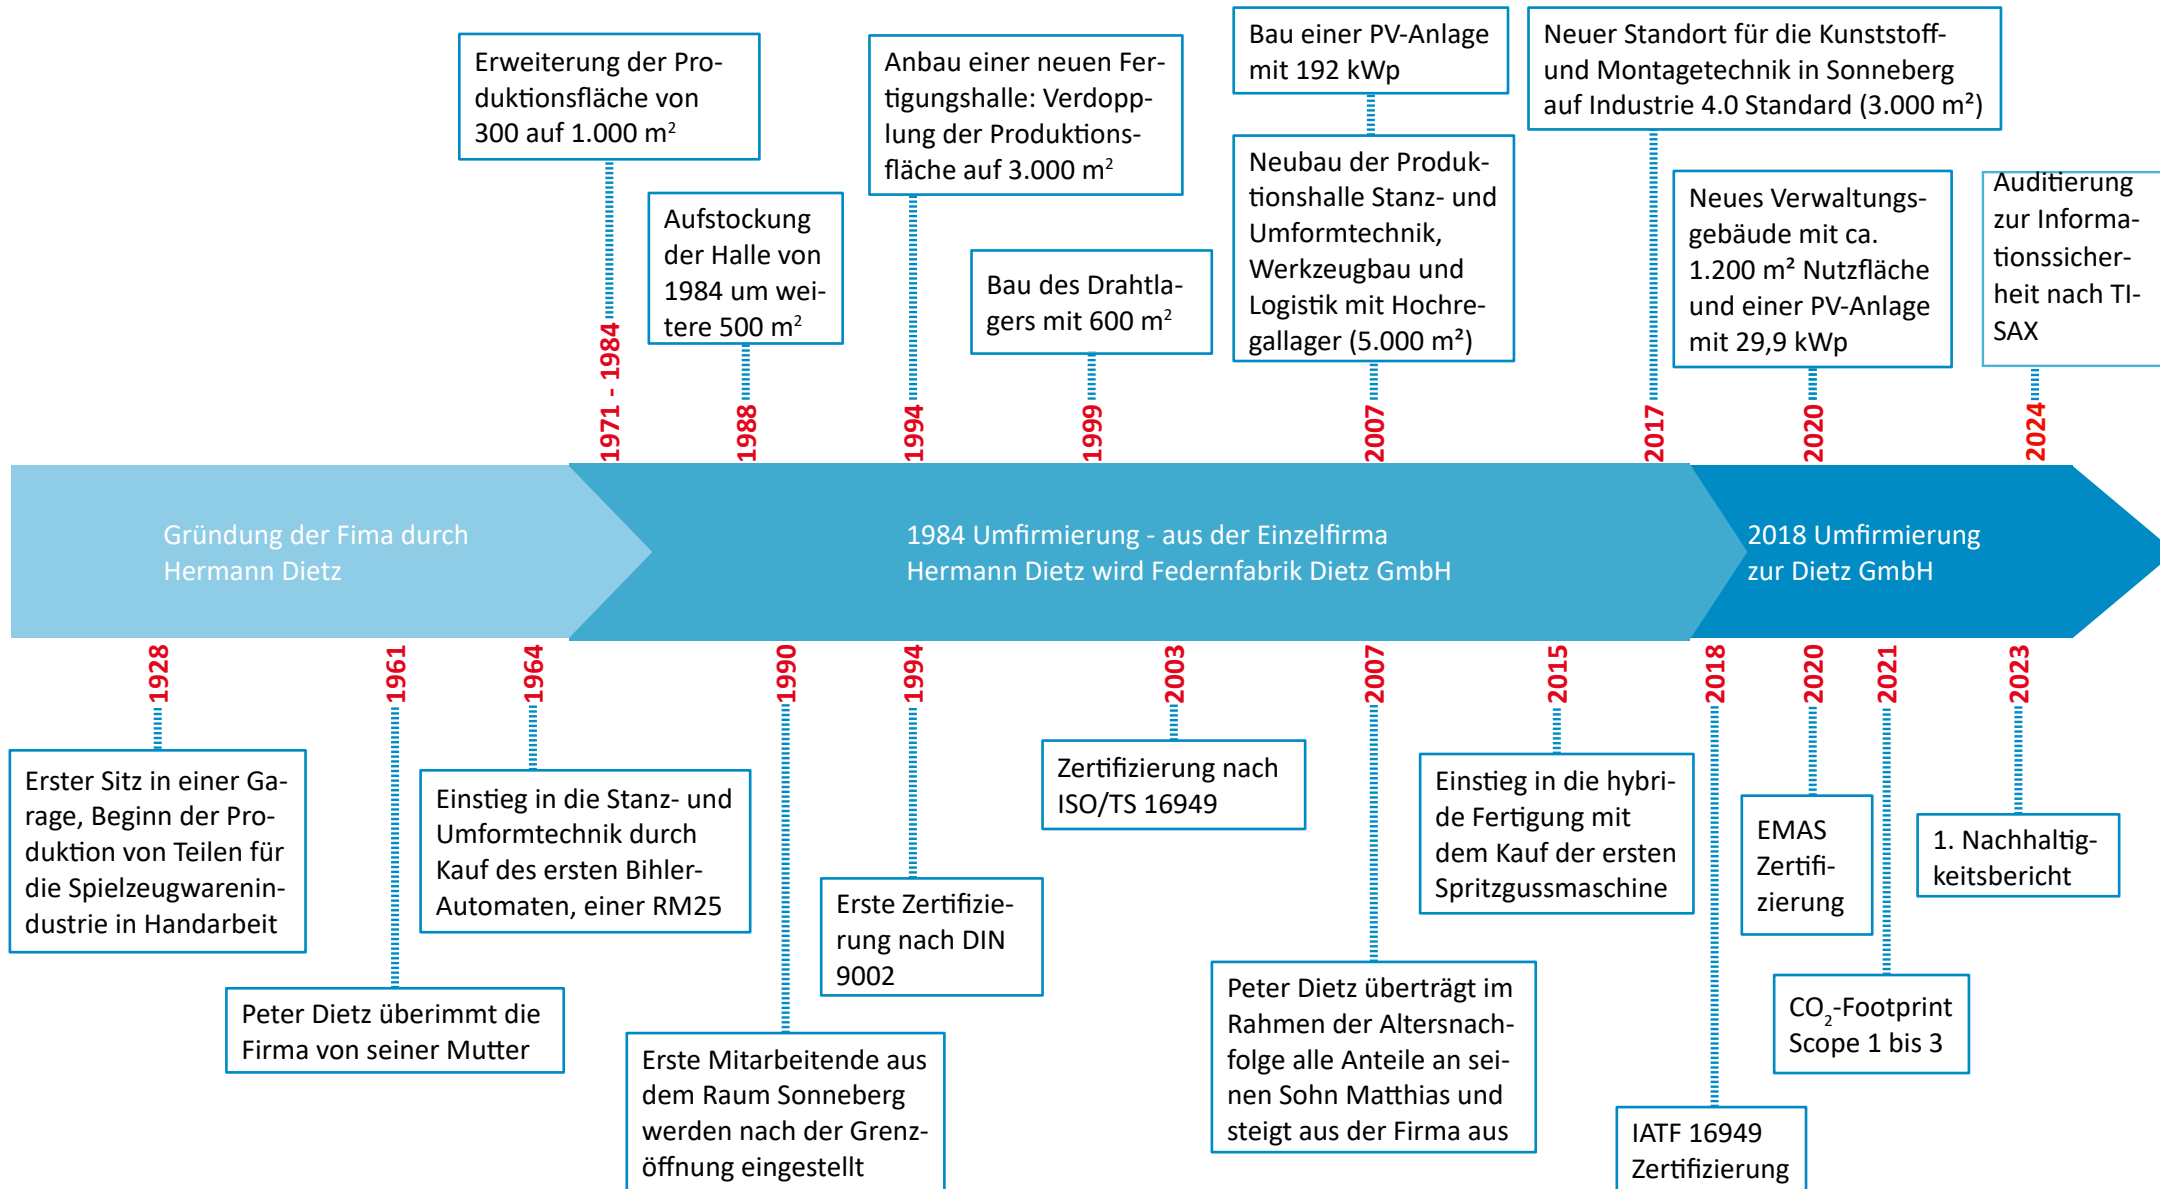 Erweiterung der Pro-
duktionsfläche von
300 auf 1.000 m²
1971 - 1984
Aufstockung
der Halle von
1984 um wei-
tere 500 m²
1988
Anbau einer neuen Fer-
tigungshalle: Verdopp-
lung der Produktions-
fläche auf 3.000 m²
1994
Bau des Drahtla-
gers mit 600 m²
1999
Bau einer PV-Anlage
mit 192 kWp
Neubau der Produk-
tionshalle Stanz- und
Umformtechnik,
Werkzeugbau und
Logistik mit Hochre-
gallager (5.000 m²)
2007
Neuer Standort für die Kunststoff-
und Montagetechnik in Sonneberg
auf Industrie 4.0 Standard (3.000 m²)
2017
Neues Verwaltungs-
gebäude mit ca.
1.200 m² Nutzfläche
und einer PV-Anlage
mit 29,9 kWp
2020
Auditierung
zur Informa-
tionssicher-
heit nach TI-
SAX
2024
Gründung der Fima durch
Hermann Dietz
1984 Umfirmierung - aus der Einzelfirma
Hermann Dietz wird Federnfabrik Dietz GmbH
2018 Umfirmierung
zur Dietz GmbH
1928
Erster Sitz in einer Ga-
rage, Beginn der Pro-
duktion von Teilen für
die Spielzeugwarenin-
dustrie in Handarbeit
1961
Peter Dietz überimmt die
Firma von seiner Mutter
1964
Einstieg in die Stanz- und
Umformtechnik durch
Kauf des ersten Bihler-
Automaten, einer RM25
1990
Erste Mitarbeitende aus
dem Raum Sonneberg
werden nach der Grenz-
öffnung eingestellt
1994
Erste Zertifizie-
rung nach DIN
9002
2003
Zertifizierung nach
ISO/TS 16949
2007
Peter Dietz überträgt im
Rahmen der Altersnach-
folge alle Anteile an sei-
nen Sohn Matthias und
steigt aus der Firma aus
2015
Einstieg in die hybri-
de Fertigung mit
dem Kauf der ersten
Spritzgussmaschine
2018
IATF 16949
Zertifizierung
2020
EMAS
Zertifi-
zierung
2021
CO₂-Footprint
Scope 1 bis 3
2023
1. Nachhaltig-
keitsbericht